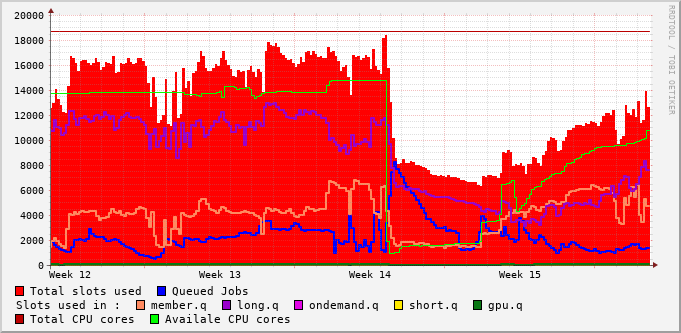 RRDTOOL / TOBI OETIKER
20000
18000
16000
14000
12000
10000
8000
6000
4000
2000
0
Week 12 Week 13 Week 14 Week 15
Total slots used Queued Jobs
Slots used in : member.q long.q ondemand.q short.q gpu.q
Total CPU cores Availale CPU cores